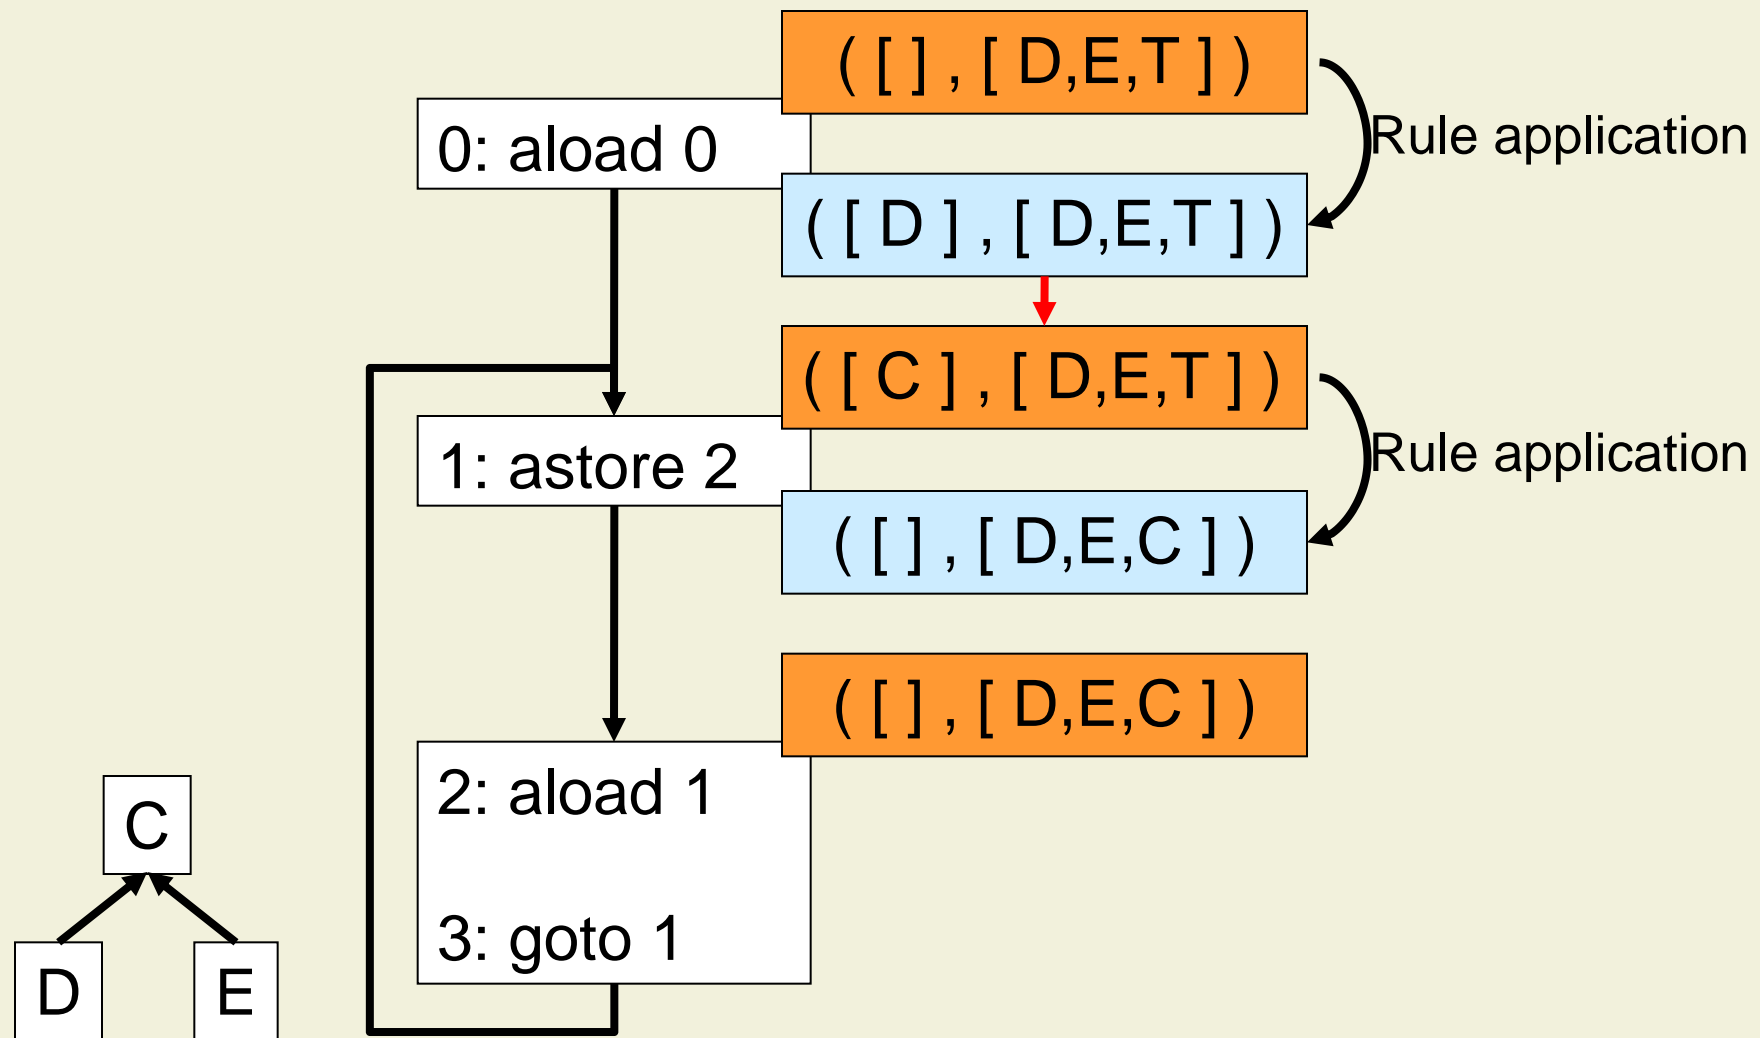 ( [ ] , [ D,E,T ] )
0: aload 0
Rule application
( [ D ] , [ D,E,T ] )
( [ C ] , [ D,E,T ] )
1: astore 2
Rule application
( [ ] , [ D,E,C ] )
( [ ] , [ D,E,C ] )
2: aload 1
3: goto 1
C
D
E